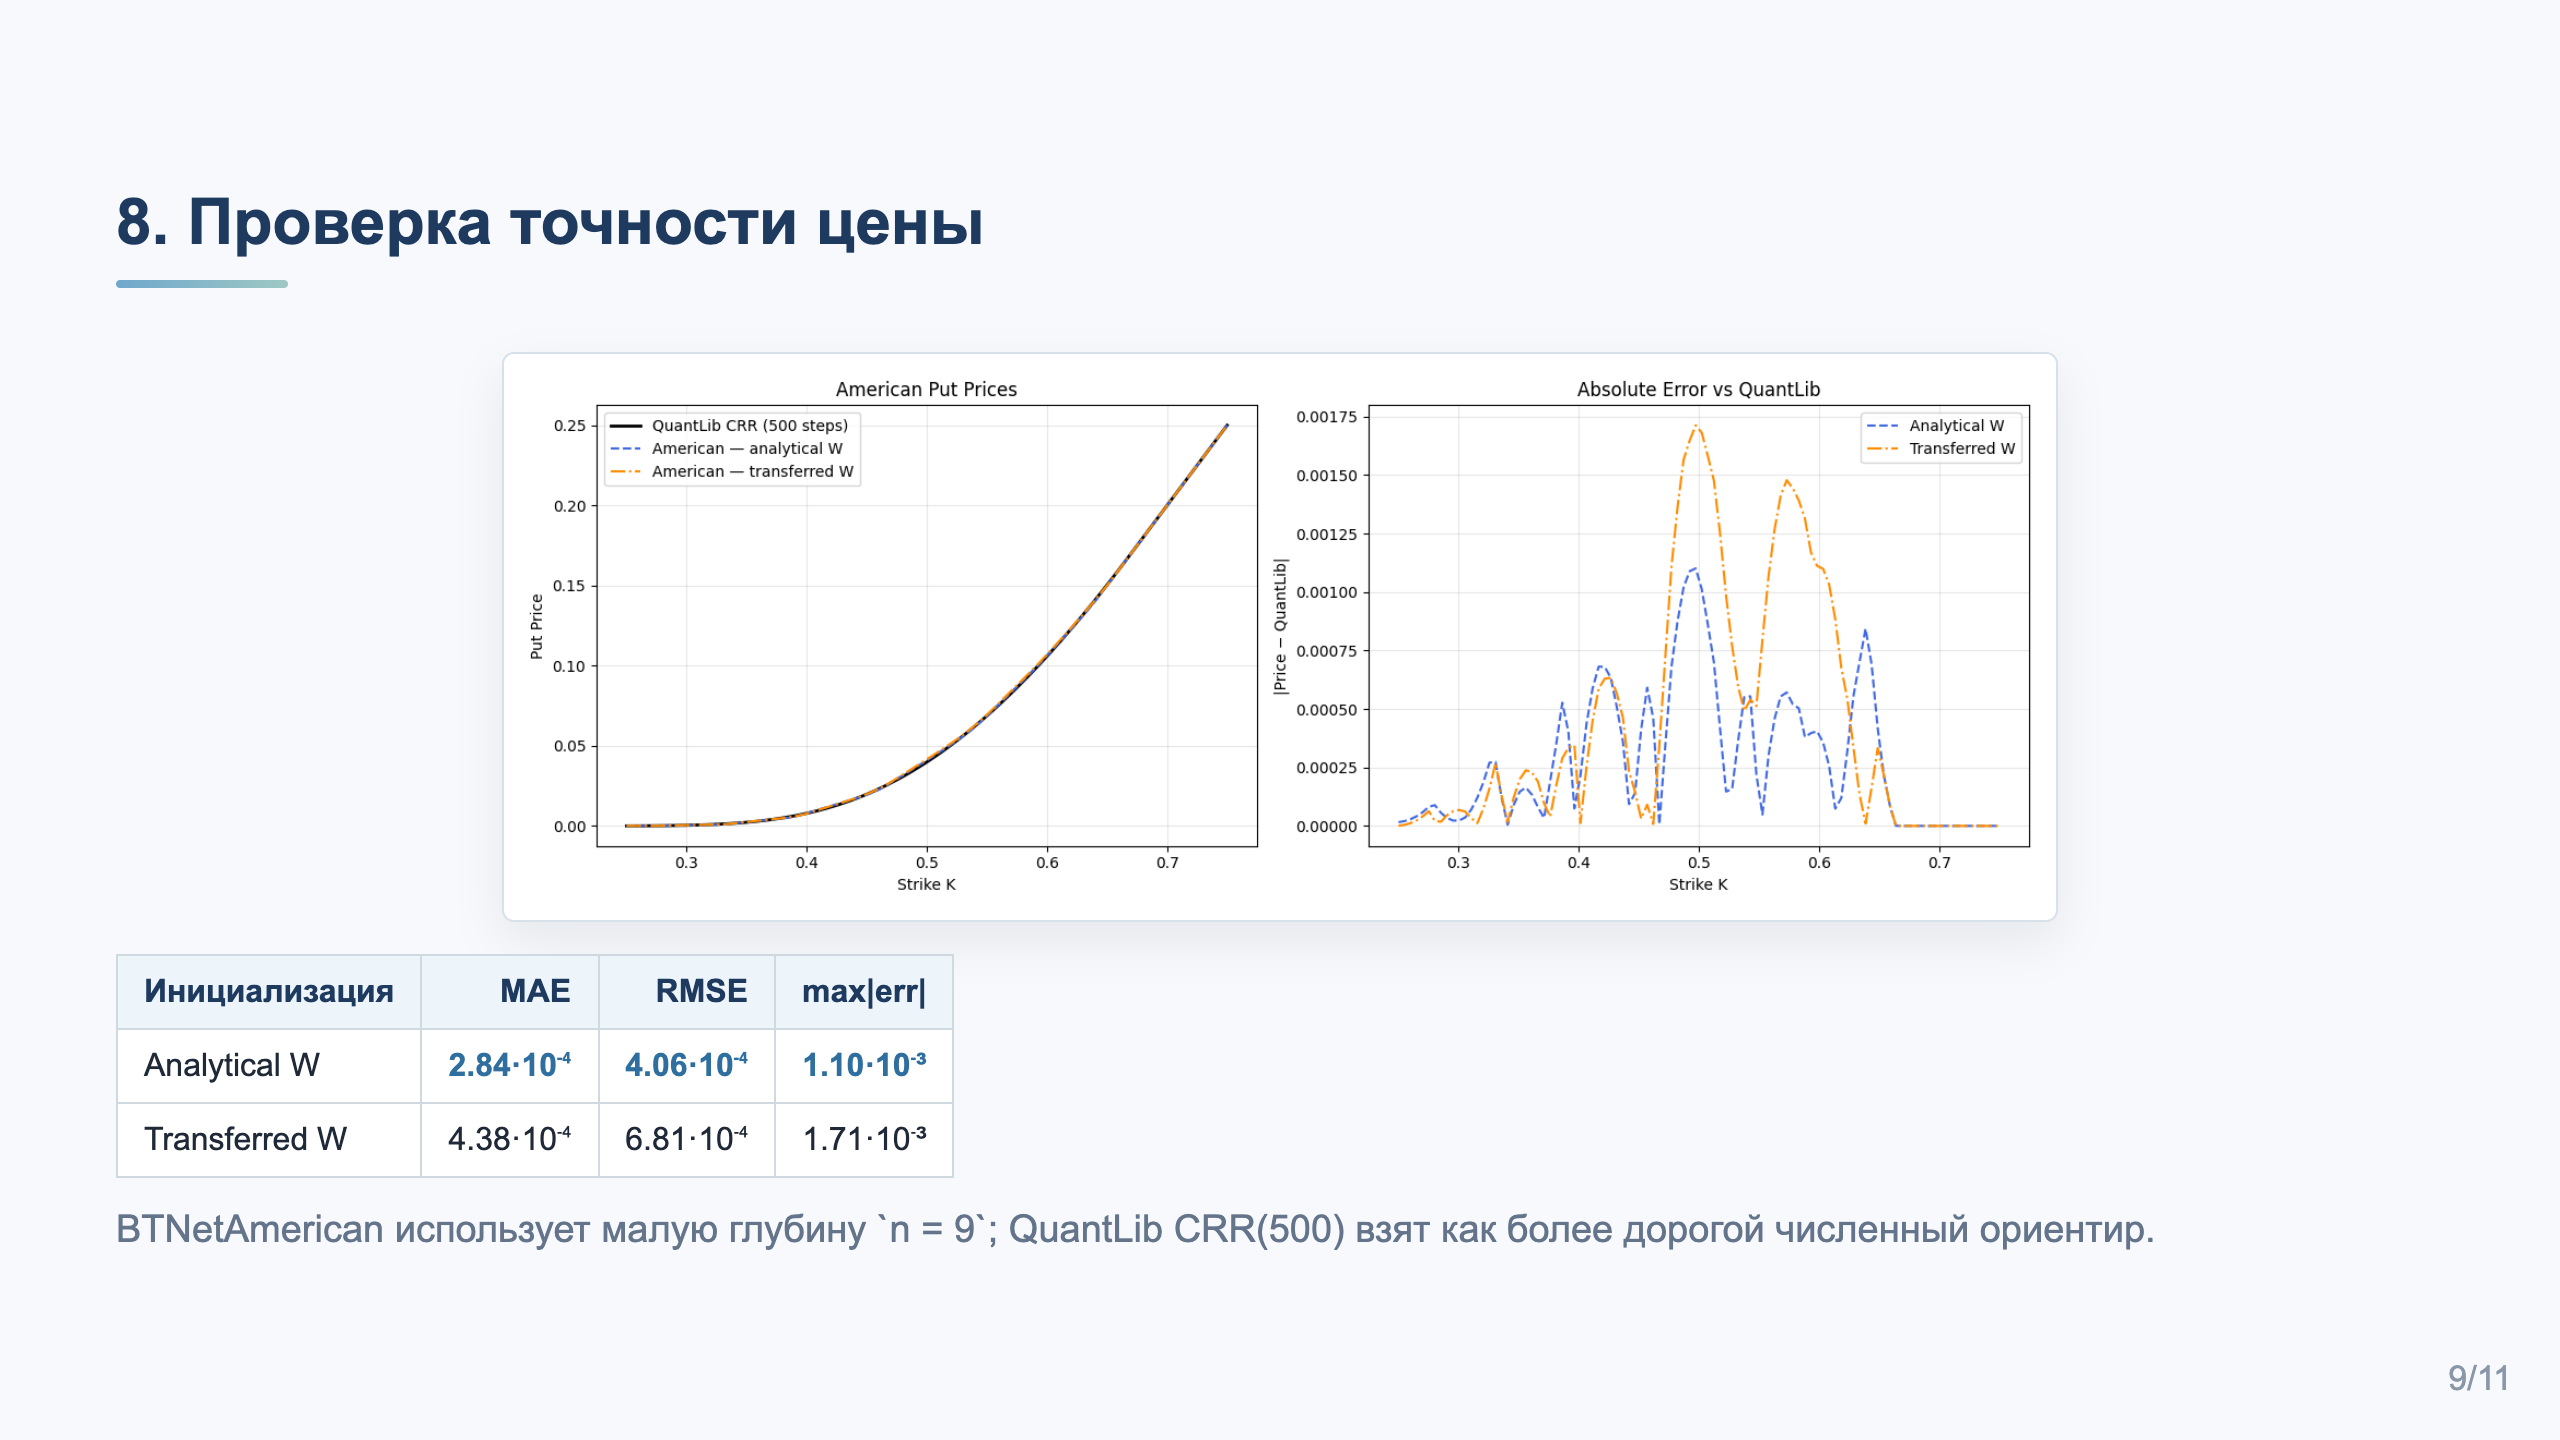 8. Проверка точности цены
American Put Prices
QuantLib CRR (500 steps)
American — analytical W
American — transferred W
0.25
0.20
0.15
0.10
0.05
0.00
Put Price
0.3 0.4 0.5 0.6 0.7
Strike K
Absolute Error vs QuantLib
Analytical W
Transferred W
0.00175
0.00150
0.00125
0.00100
0.00075
0.00050
0.00025
0.00000
|Price − QuantLib|
0.3 0.4 0.5 0.6 0.7
Strike K
Инициализация MAE RMSE max|err|
Analytical W 2.84·10⁻⁴ 4.06·10⁻⁴ 1.10·10⁻³
Transferred W 4.38·10⁻⁴ 6.81·10⁻⁴ 1.71·10⁻³
BTNetAmerican использует малую глубину `n = 9`; QuantLib CRR(500) взят как более дорогой численный ориентир.
9/11